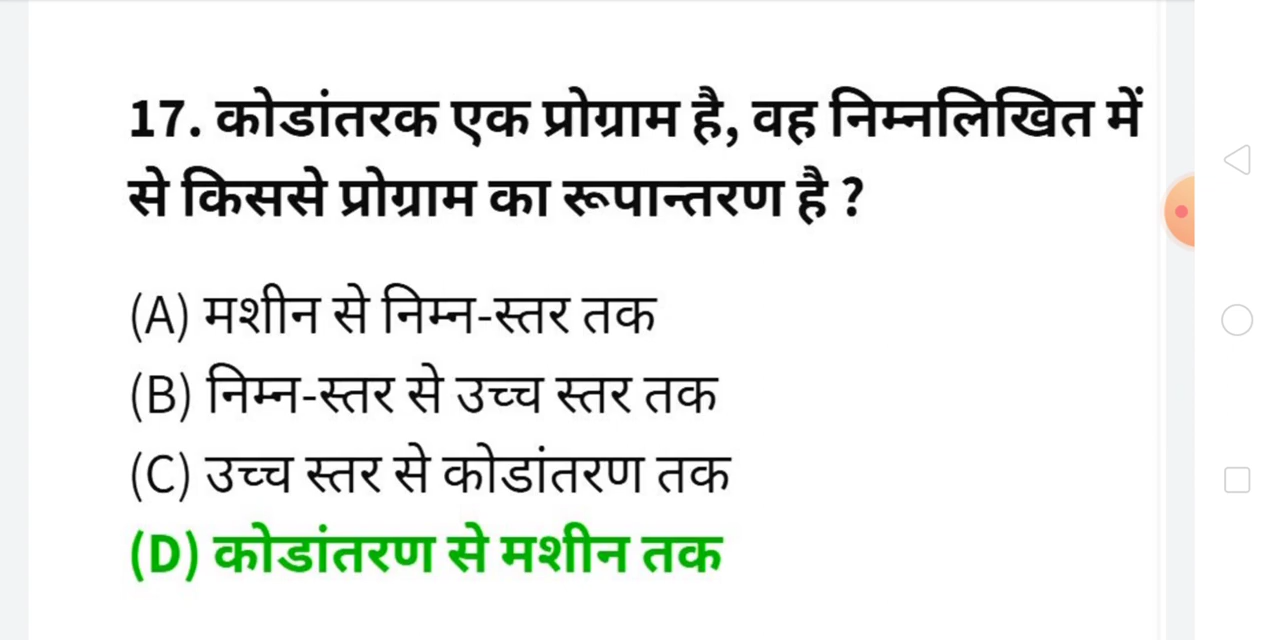 17. कोडांतरक एक प्रोग्राम है, वह निम्नलिखित में
से किससे प्रोग्राम का रूपान्तरण है ?
(A) मशीन से निम्न-स्तर तक
(B) निम्न-स्तर से उच्च स्तर तक
(C) उच्च स्तर से कोडांतरण तक
(D) कोडांतरण से मशीन तक